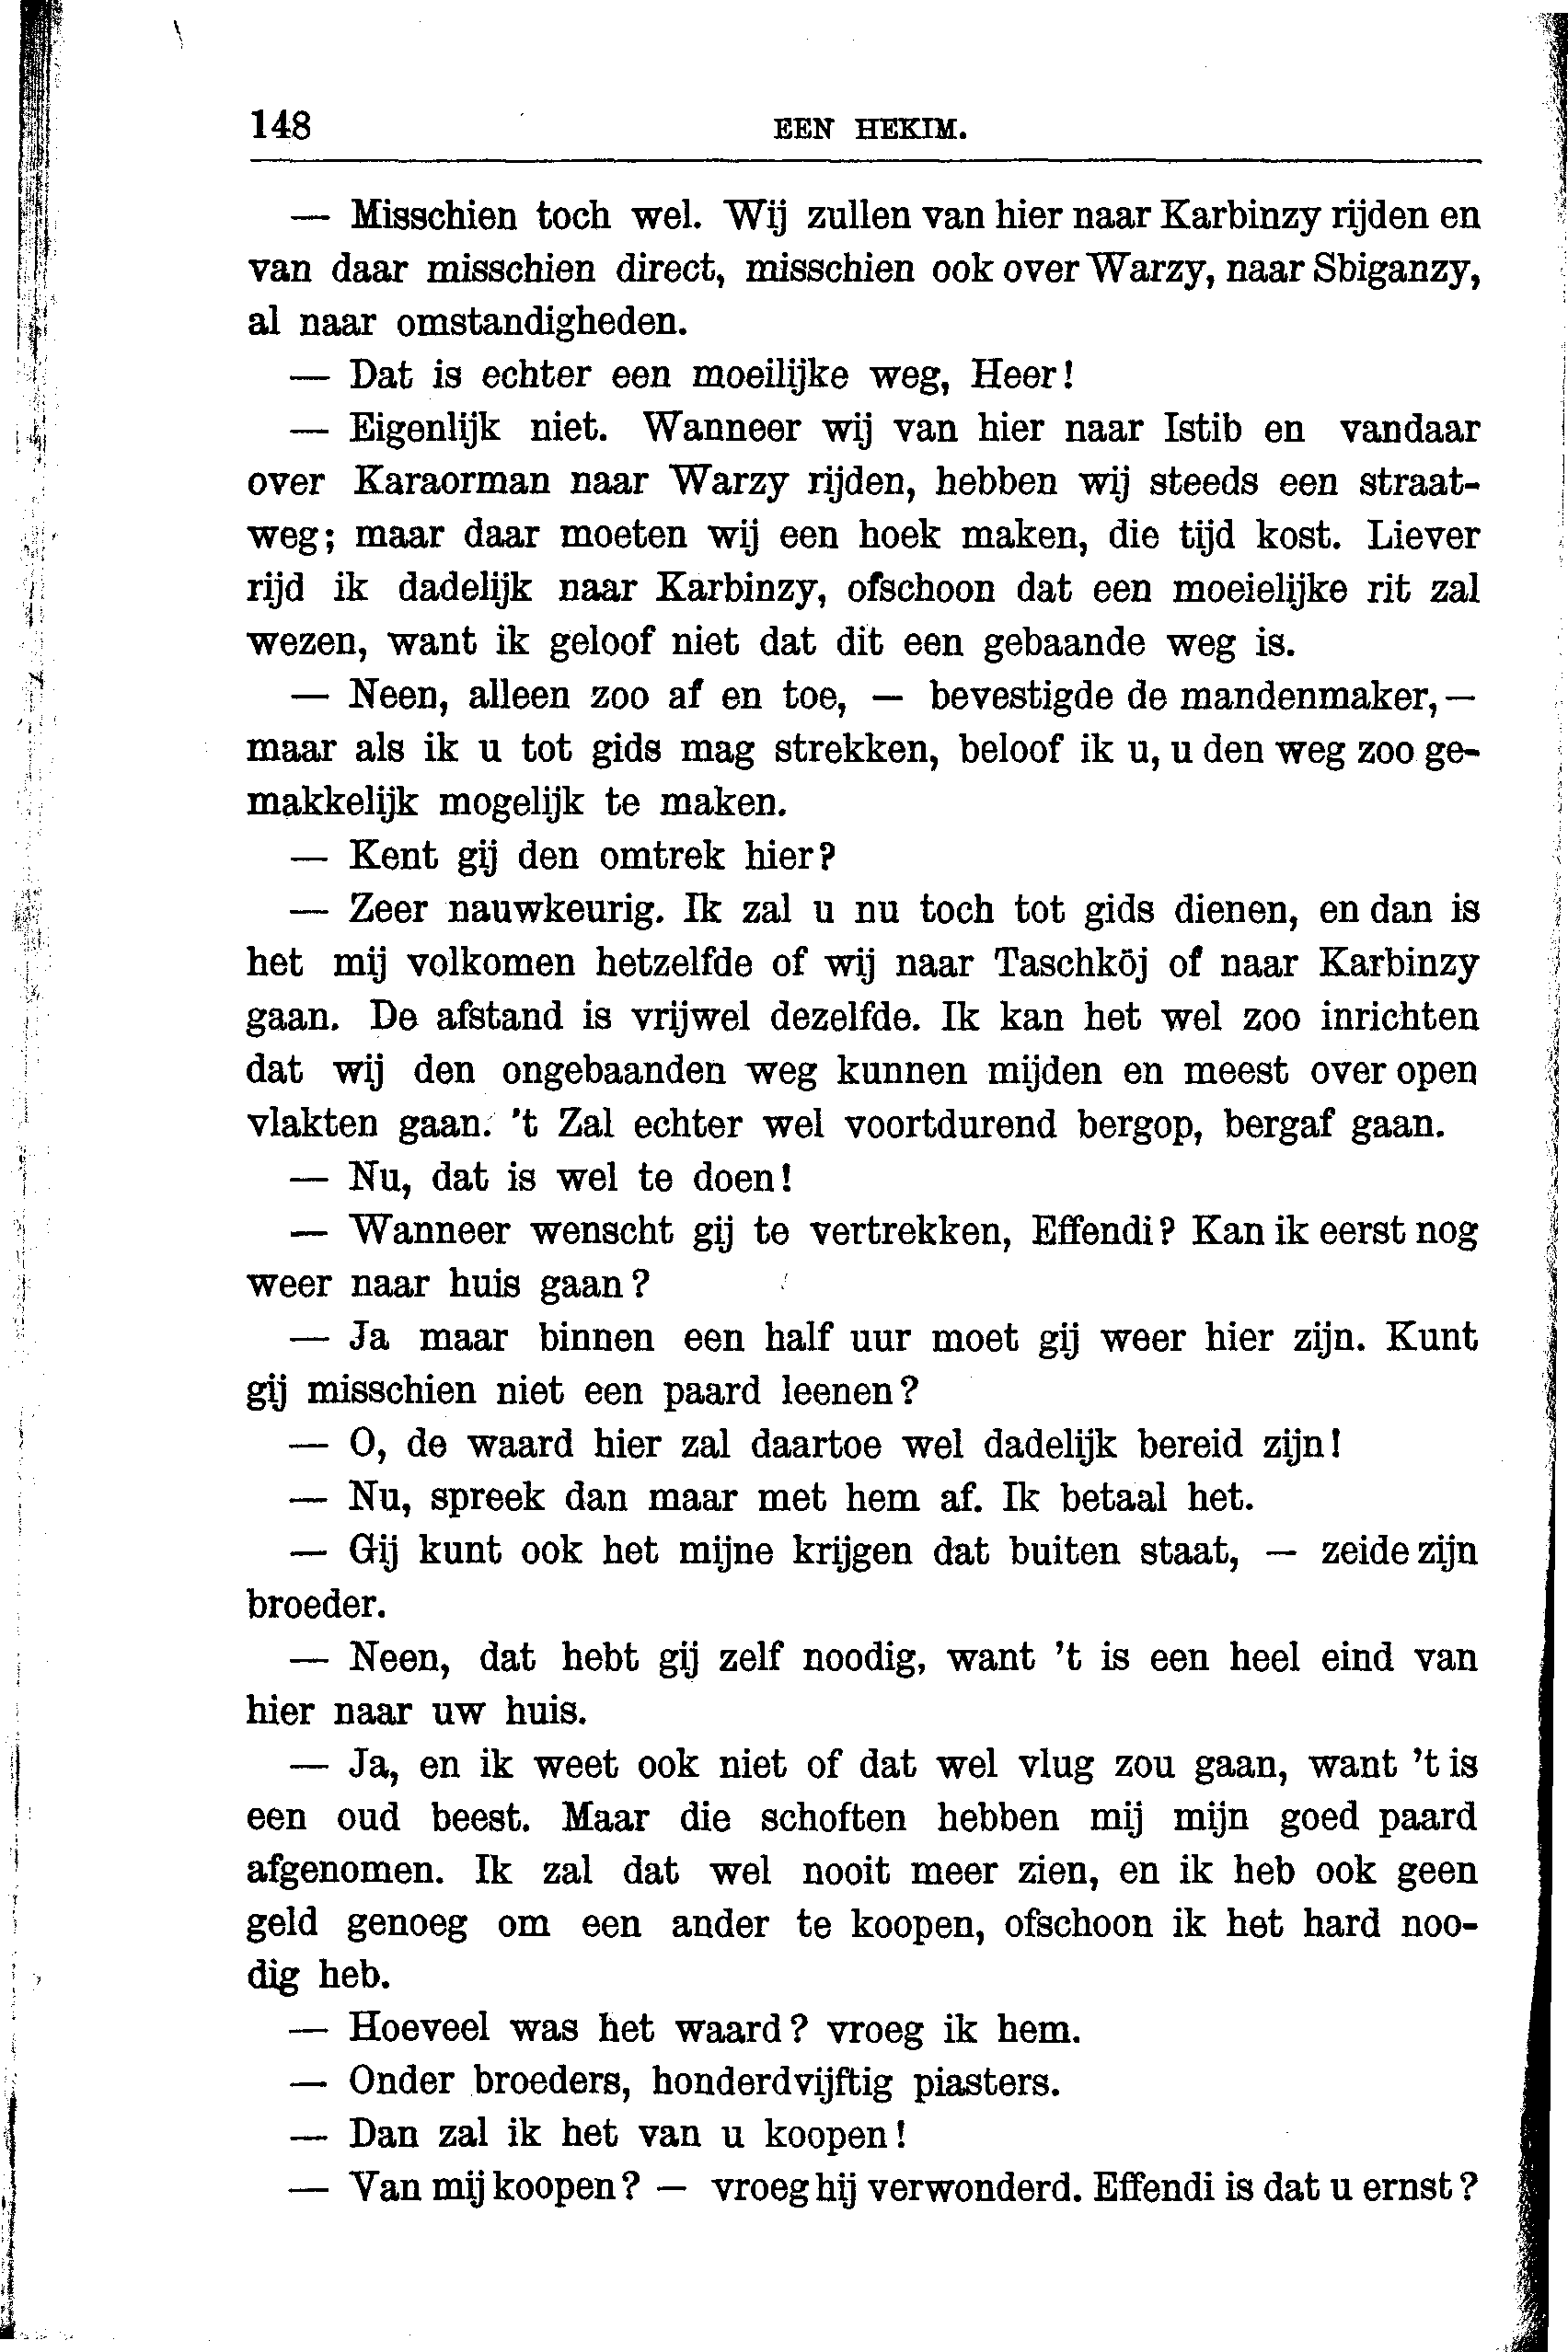 148 EEN HEKIM.
— Misschien toch wel. Wij zullen van hier naar Karbinzy rijden en
van daar misschien direct, misschien ook over Warzy, naar Sbiganzy,
al naar omstandigheden.
— Dat is echter een moeilijke weg, Heer!
— Eigenlijk niet. Wanneer wij van hier naar Istib en vandaar
over Karaorman naar Warzy rijden, hebben wij steeds een straat-
weg; maar daar moeten wij een hoek maken, die tijd kost. Liever
rijd ik dadelijk naar Karbinzy, ofschoon dat een moeielijke rit zal
wezen, want ik geloof niet dat dit een gebaande weg is.
— Neen, alleen zoo af en toe, — bevestigde de mandenmaker, —
maar als ik u tot gids mag strekken, beloof ik u, u den weg zoo ge-
makkelijk mogelijk te maken.
— Kent gij den omtrek hier?
— Zeer nauwkeurig. Ik zal u nu toch tot gids dienen, en dan is
het mij volkomen hetzelfde of wij naar Taschköj of naar Karbinzy
gaan. De afstand is vrijwel dezelfde. Ik kan het wel zoo inrichten
dat wij den ongebaanden weg kunnen mijden en meest over open
vlakten gaan. 't Zal echter wel voortdurend bergop, bergaf gaan.
— Nu, dat is wel te doen!
— Wanneer wenscht gij te vertrekken, Effendi? Kan ik eerst nog
weer naar huis gaan?
— Ja maar binnen een half uur moet gij weer hier zijn. Kunt
gij misschien niet een paard leenen?
— O, de waard hier zal daartoe wel dadelijk bereid zijn!
— Nu, spreek dan maar met hem af. Ik betaal het.
— Gij kunt ook het mijne krijgen dat buiten staat, — zeide zijn
broeder.
— Neen, dat hebt gij zelf noodig, want 't is een heel eind van
hier naar uw huis.
— Ja, en ik weet ook niet of dat wel vlug zou gaan, want 't is
een oud beest. Maar die schoften hebben mij mijn goed paard
afgenomen. Ik zal dat wel nooit meer zien, en ik heb ook geen
geld genoeg om een ander te koopen, ofschoon ik het hard noo-
dig heb.
— Hoeveel was het waard? vroeg ik hem.
— Onder broeders, honderdvijftig piasters.
— Dan zal ik het van u koopen!
— Van mij koopen? — vroeg hij verwonderd. Effendi is dat u ernst?